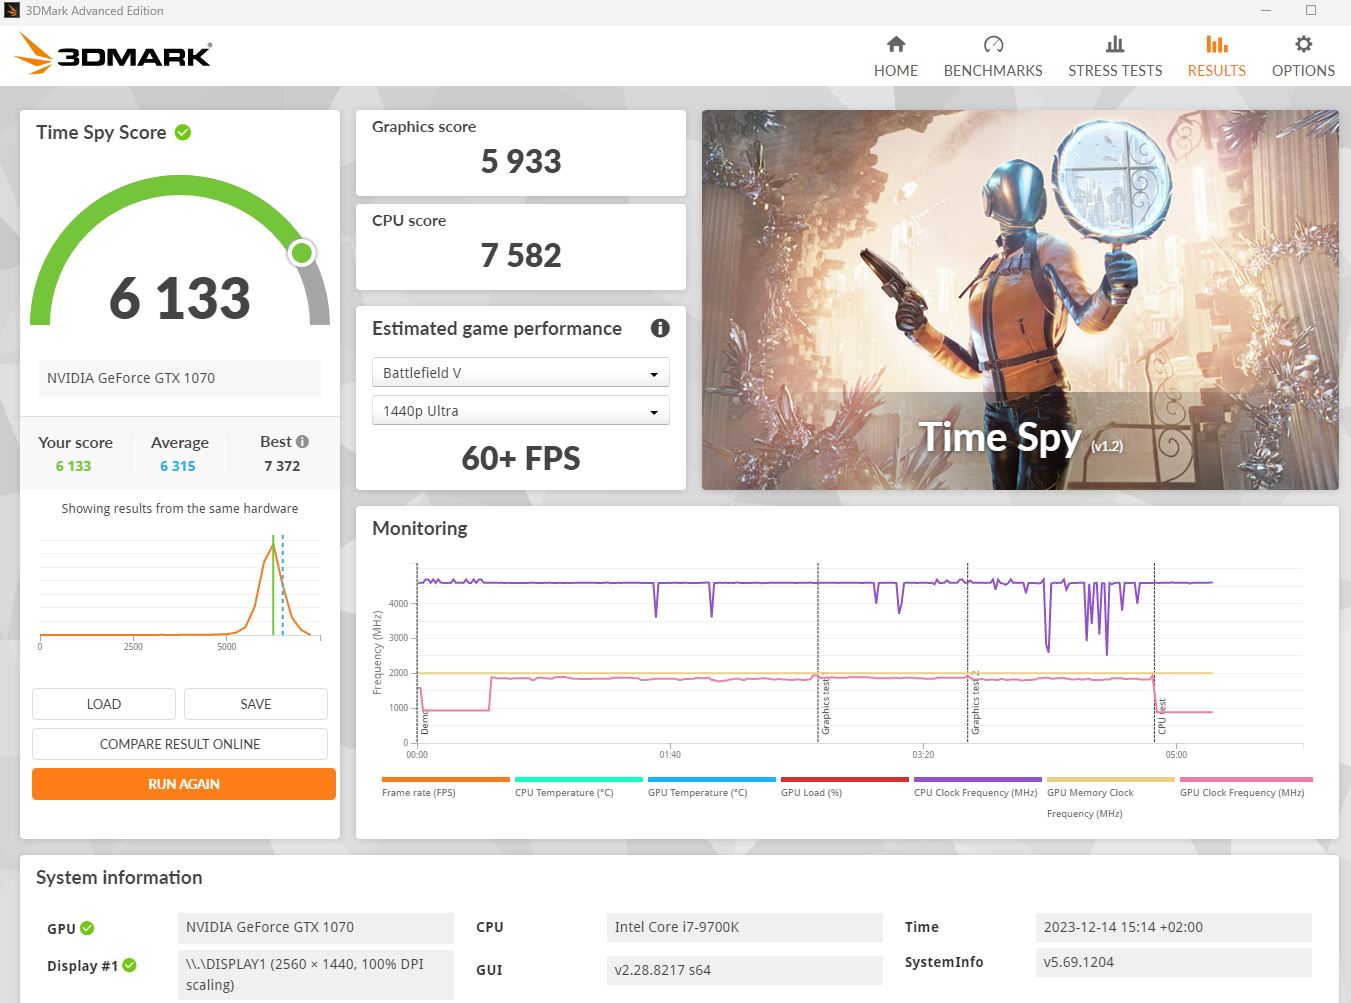 3DMark Advanced Edition
3DMARK®
HOME
BENCHMARKS
STRESS TESTS
RESULTS
OPTIONS
Time Spy Score
6 133
NVIDIA GeForce GTX 1070
Your score
6 133
Average
6 315
Best
7 372
Showing results from the same hardware
0
2500
5000
LOAD
SAVE
COMPARE RESULT ONLINE
RUN AGAIN
Graphics score
5 933
CPU score
7 582
Estimated game performance
Battlefield V
1440p Ultra
60+ FPS
Time Spy (v1.2)
Monitoring
Frequency (MHz)
4000
3000
2000
1000
0
Demo
Graphics test
Graphics test 2
CPU test
00:00
01:40
03:20
05:00
Frame rate (FPS)
CPU Temperature (°C)
GPU Temperature (°C)
GPU Load (%)
CPU Clock Frequency (MHz)
GPU Memory Clock
Frequency (MHz)
GPU Clock Frequency (MHz)
System information
GPU
NVIDIA GeForce GTX 1070
Display #1
\\.\DISPLAY1 (2560 × 1440, 100% DPI
scaling)
CPU
Intel Core i7-9700K
GUI
v2.28.8217 s64
Time
2023-12-14 15:14 +02:00
SystemInfo
v5.69.1204